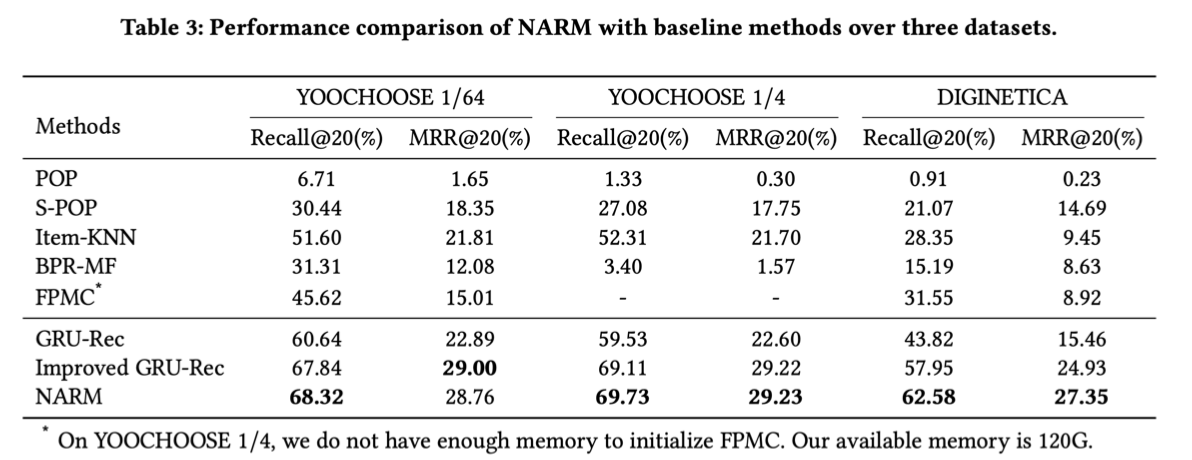 Table 3: Performance comparison of NARM with baseline methods over three datasets.
Methods YOOCHOOSE 1/64 YOOCHOOSE 1/4 DIGINETICA
Recall@20(%) MRR@20(%) Recall@20(%) MRR@20(%) Recall@20(%) MRR@20(%)
POP 6.71 1.65 1.33 0.30 0.91 0.23
S-POP 30.44 18.35 27.08 17.75 21.07 14.69
Item-KNN 51.60 21.81 52.31 21.70 28.35 9.45
BPR-MF 31.31 12.08 3.40 1.57 15.19 8.63
FPMC* 45.62 15.01 - - 31.55 8.92
GRU-Rec 60.64 22.89 59.53 22.60 43.82 15.46
Improved GRU-Rec 67.84 29.00 69.11 29.22 57.95 24.93
NARM 68.32 28.76 69.73 29.23 62.58 27.35
* On YOOCHOOSE 1/4, we do not have enough memory to initialize FPMC. Our available memory is 120G.